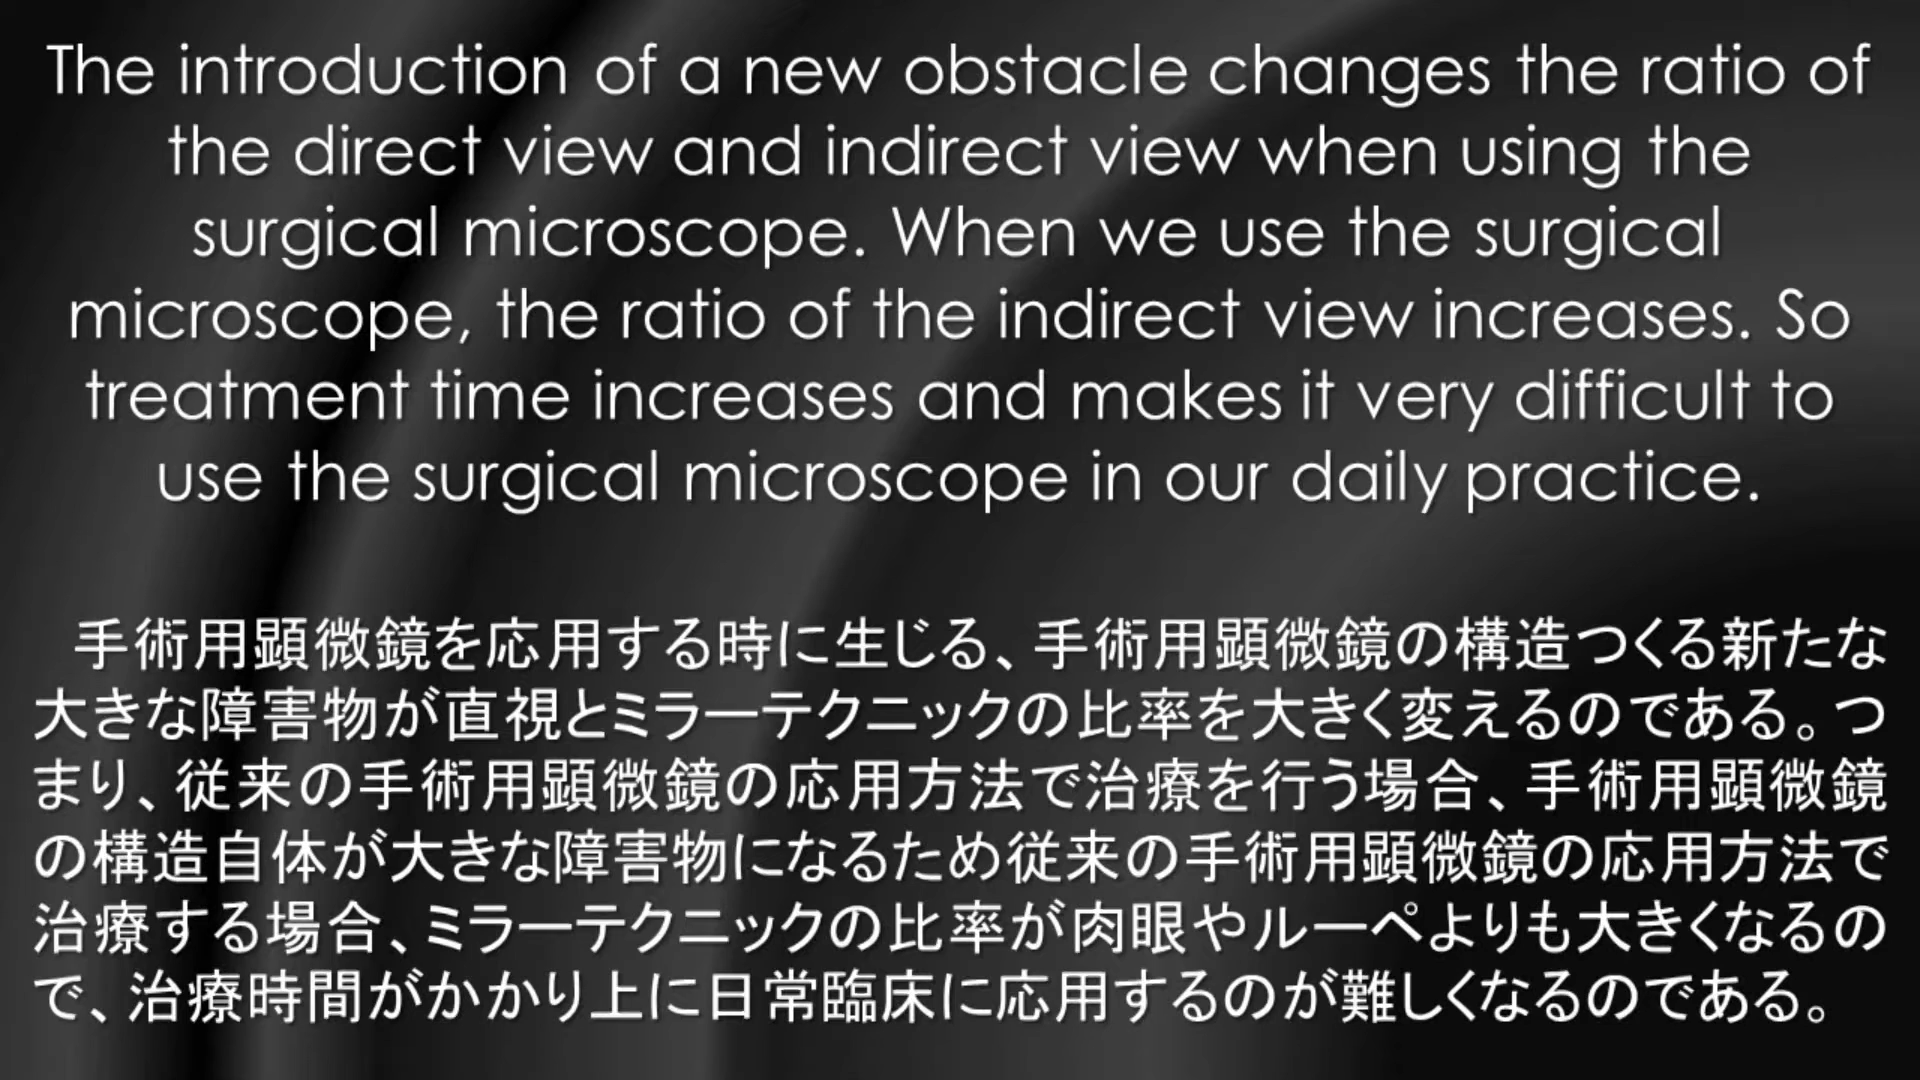 The introduction of a new obstacle changes the ratio of
the direct view and indirect view when using the
surgical microscope. When we use the surgical
microscope, the ratio of the indirect view increases. So
treatment time increases and makes it very difficult to
use the surgical microscope in our daily practice.
手術用顕微鏡を応用する時に生じる、手術用顕微鏡の構造つくる新たな
大きな障害物が直視とミラーテクニックの比率を大きく変えるのである。つ
まり、従来の手術用顕微鏡の応用方法で治療を行う場合、手術用顕微鏡
の構造自体が大きな障害物になるため従来の手術用顕微鏡の応用方法で
治療する場合、ミラーテクニックの比率が肉眼やルーペよりも大きくなるの
で、治療時間がかかり上に日常臨床に応用するのが難しくなるのである。